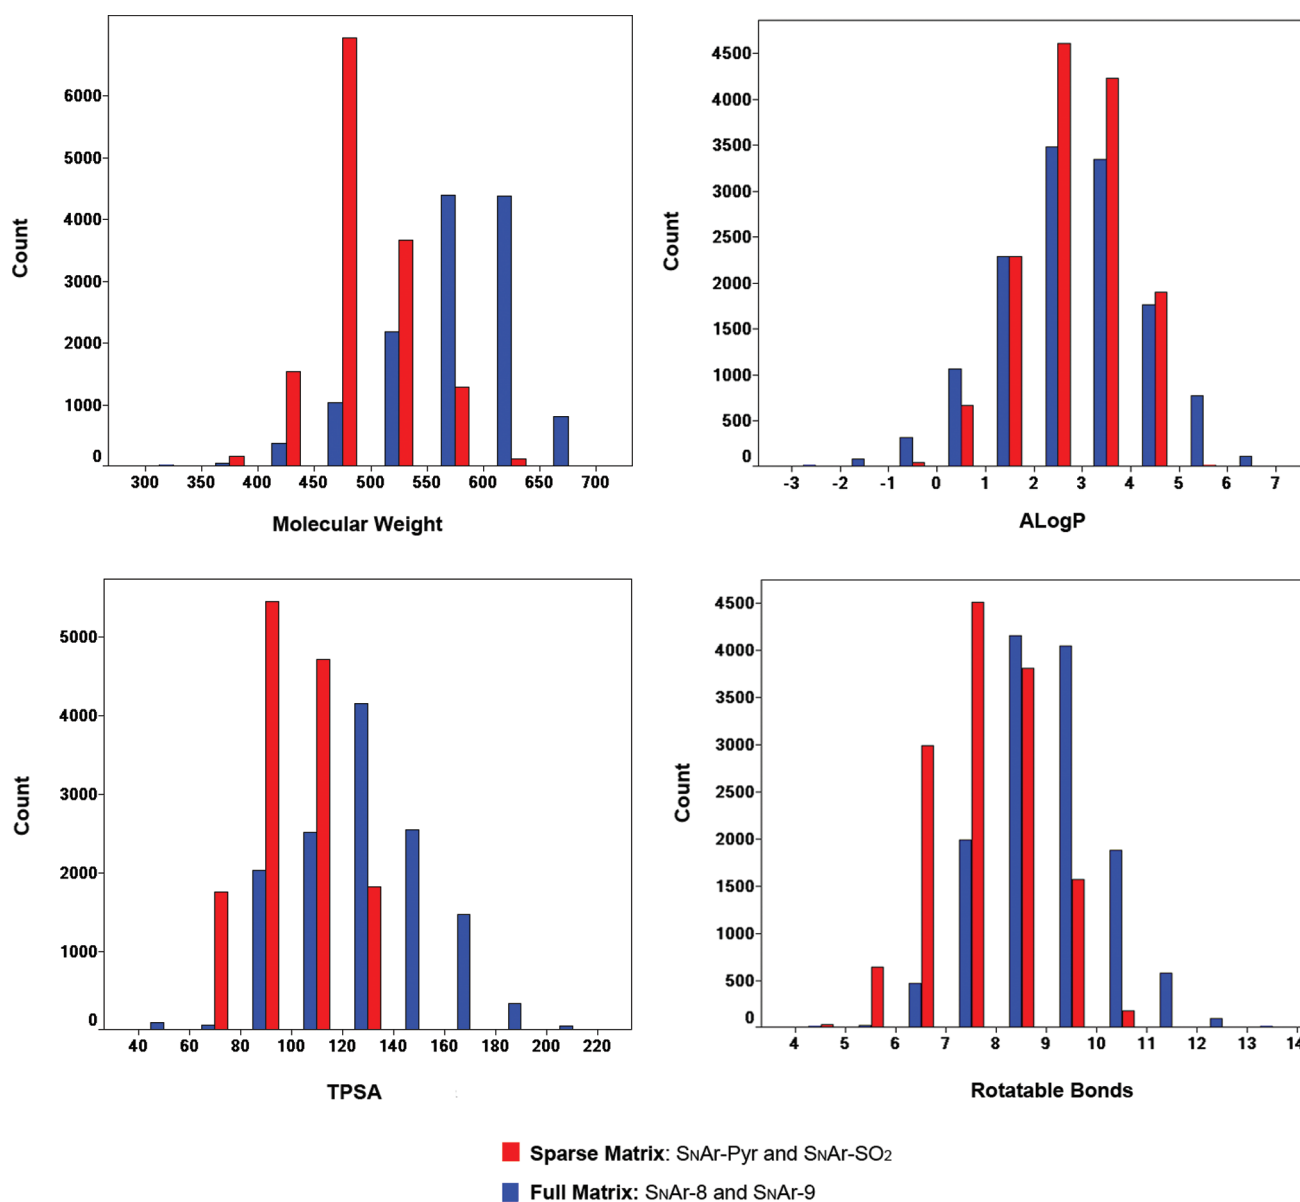 6000
5000
4000
3000
2000
1000
0
Count
300 350 400 450 500 550 600 650 700
Molecular Weight
4500
4000
3500
3000
2500
2000
1500
1000
500
0
Count
-3 -2 -1 0 1 2 3 4 5 6 7
ALogP
5000
4000
3000
2000
1000
0
Count
40 60 80 100 120 140 160 180 200 220
TPSA
4500
4000
3500
3000
2500
2000
1500
1000
500
0
Count
4 5 6 7 8 9 10 11 12 13 14
Rotatable Bonds
Sparse Matrix: SNAr-Pyr and SNAr-SO2
Full Matrix: SNAr-8 and SNAr-9